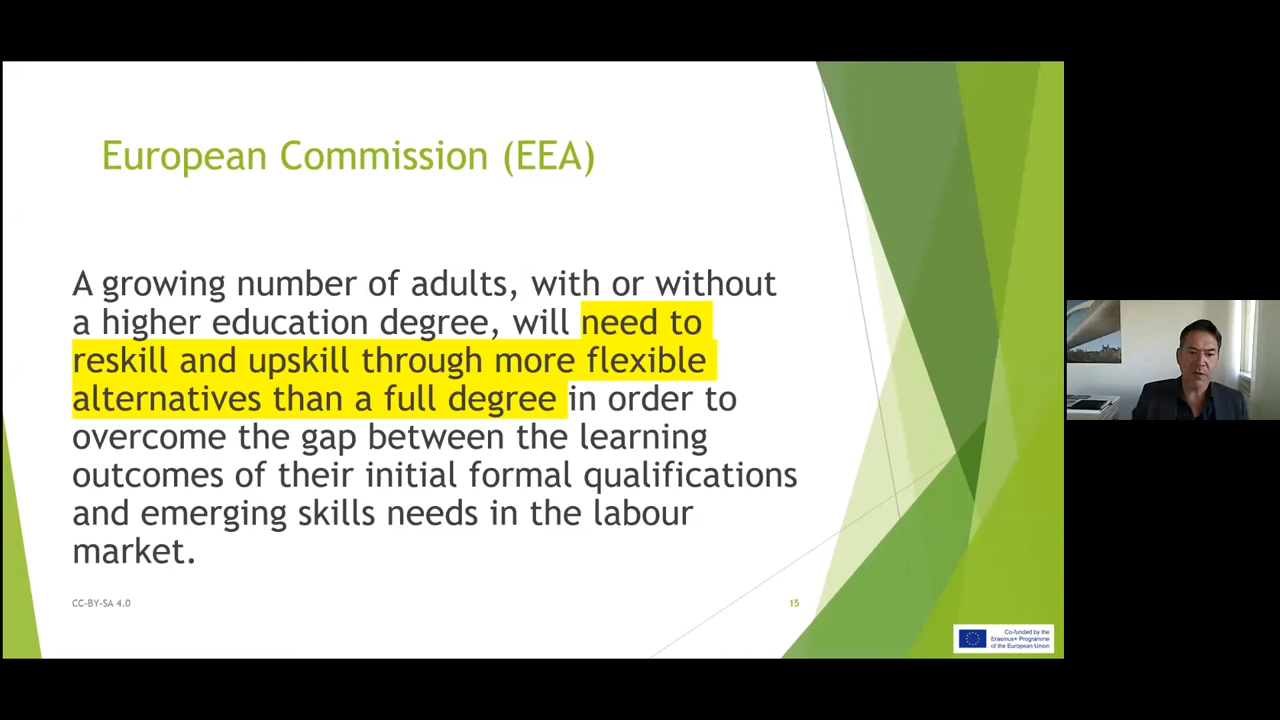 European Commission (EEA)
A growing number of adults, with or without
a higher education degree, will need to
reskill and upskill through more flexible
alternatives than a full degree in order to
overcome the gap between the learning
outcomes of their initial formal qualifications
and emerging skills needs in the labour
market.
CC-BY-SA 4.0
15
Co-funded by the
Erasmus+ Programme
of the European Union